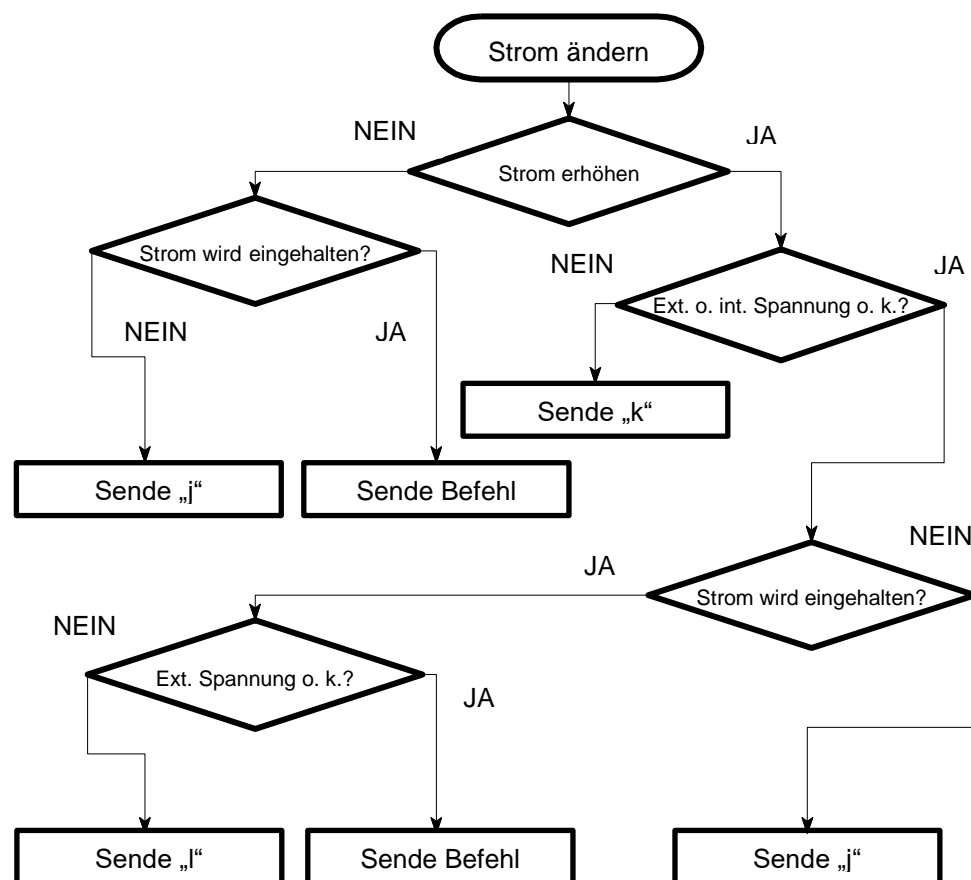 Strom ändern
NEIN
JA
Strom erhöhen
Strom wird eingehalten?
NEIN
JA
Ext. o. int. Spannung o. k.?
NEIN
JA
Sende „k“
Sende „j“
Sende Befehl
NEIN
JA
Strom wird eingehalten?
NEIN
Ext. Spannung o. k.?
JA
Sende „l“
Sende Befehl
Sende „j“